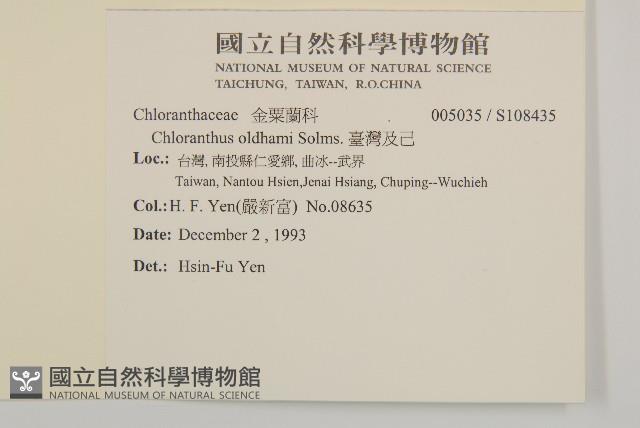 國立自然科學博物館
NATIONAL MUSEUM OF NATURAL SCIENCE
TAICHUNG, TAIWAN, R.O.CHINA
Chloranthaceae 金粟蘭科 005035 / S108435
Chloranthus oldhami Solms. 臺灣及己
Loc.: 台灣, 南投縣仁愛鄉, 曲冰--武界
Taiwan, Nantou Hsien,Jenai Hsiang, Chuping--Wuchieh
Col.: H. F. Yen(嚴新富) No.08635
Date: December 2 , 1993
Det.: Hsin-Fu Yen
國立自然科學博物館
NATIONAL MUSEUM OF NATURAL SCIENCE